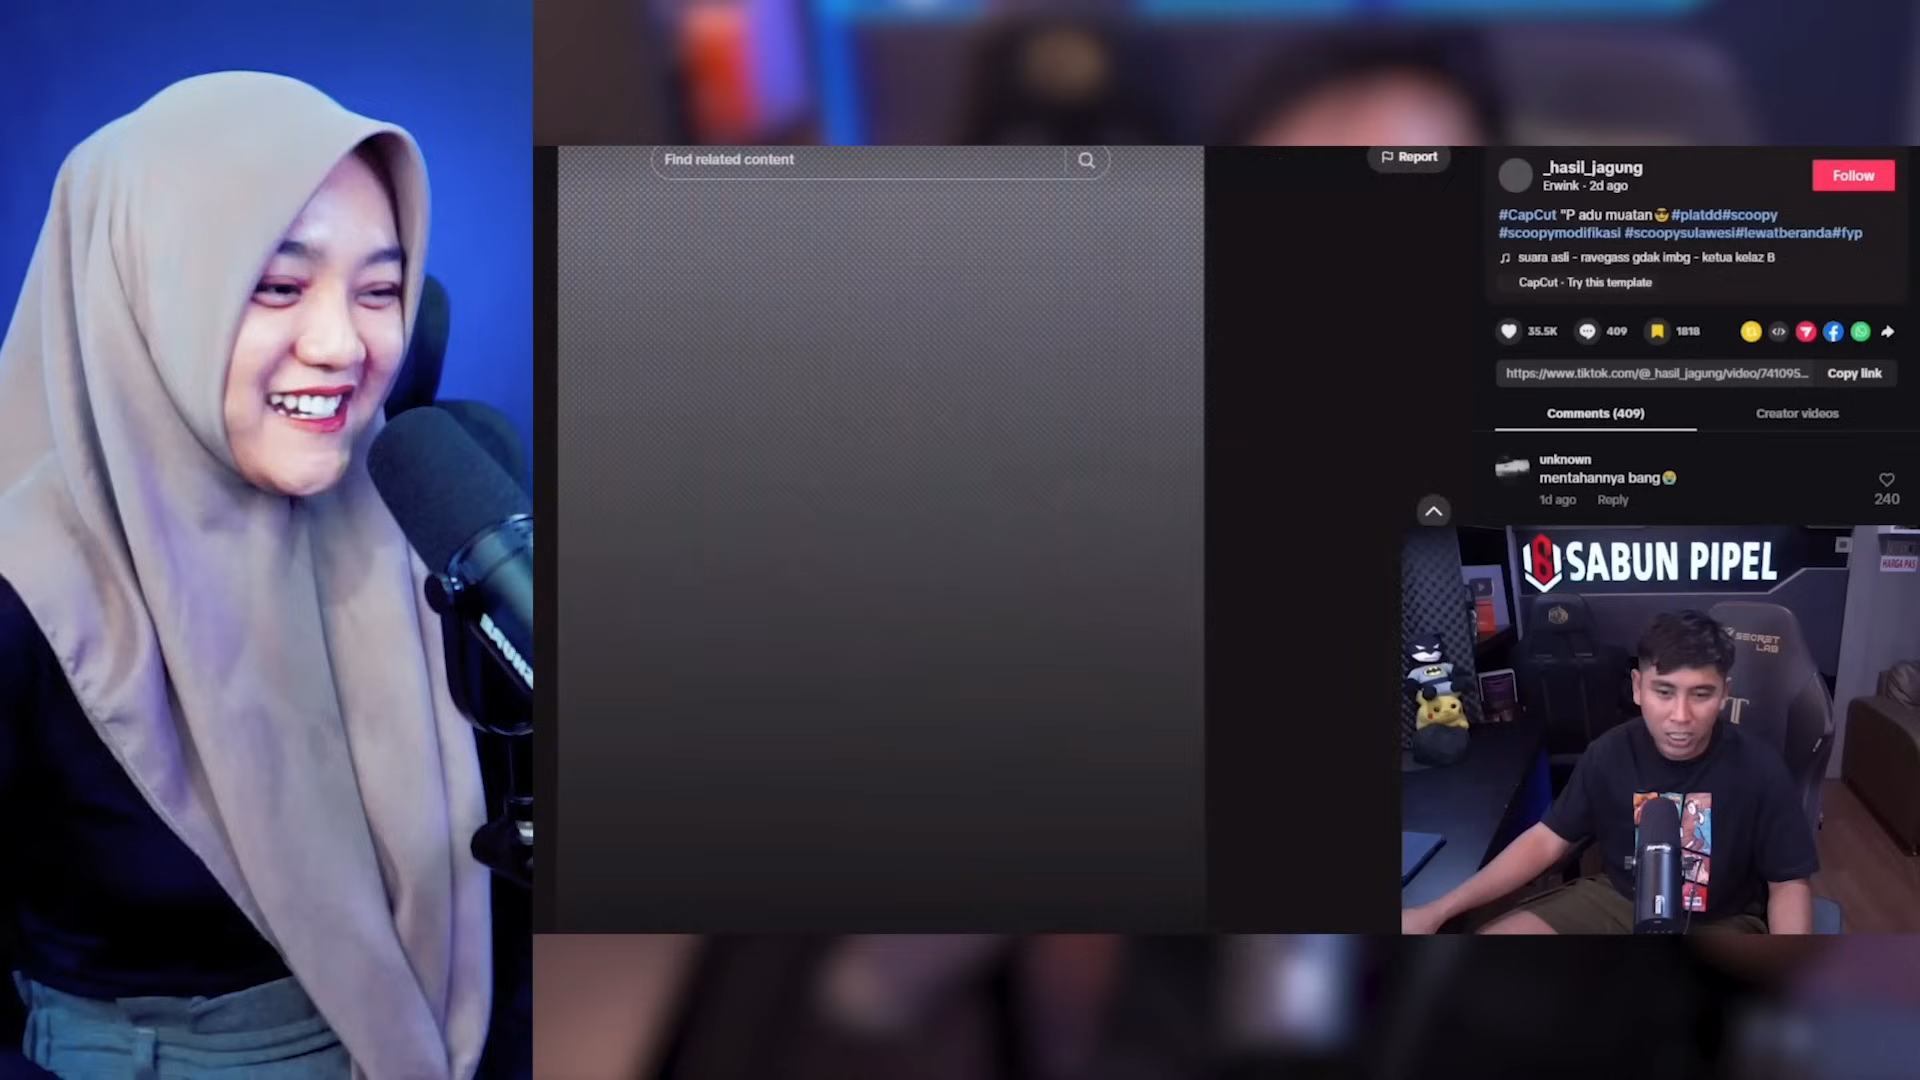 Find related content
Report
_hasil_jagung
Erwink · 2d ago
Follow
#CapCut "P adu muatan😎#platdd#scoopy
#scoopymodifikasi #scoopysulawesi#lewatberanda#fyp
suara asli - ravegass gdak imbg - ketua kelaz B
CapCut · Try this template
35.5K
409
1818
https://www.tiktok.com/@_hasil_jagung/video/741095...
Copy link
Comments (409)
Creator videos
unknown
mentahannya bang😭
1d ago
Reply
240
SABUN PIPEL
HARGA PAS
SECRET
LAB